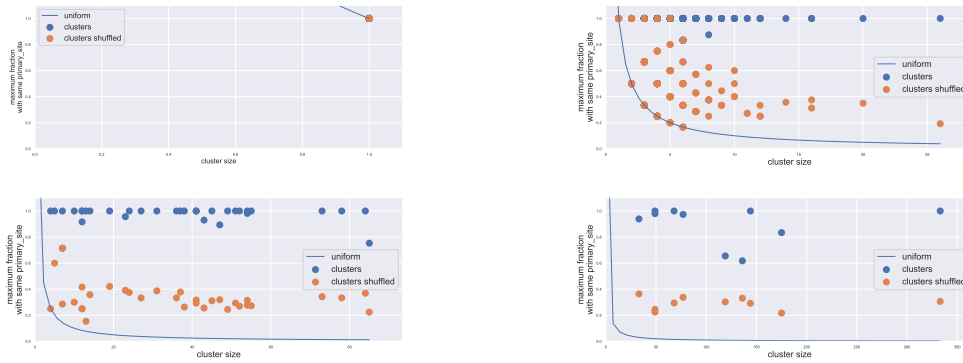 1.0
0.8
0.6
0.4
0.2
0.0
maximum fraction
with same primary_site
uniform
clusters
clusters shuffled
0.0
0.2
0.4
0.6
0.8
1.0
cluster size
1.0
0.8
0.6
0.4
0.2
0.0
maximum fraction
with same primary_site
uniform
clusters
clusters shuffled
0
5
10
15
20
25
cluster size
1.0
0.8
0.6
0.4
0.2
0.0
maximum fraction
with same primary_site
uniform
clusters
clusters shuffled
0
20
40
60
80
cluster size
1.0
0.8
0.6
0.4
0.2
0.0
maximum fraction
with same primary_site
uniform
clusters
clusters shuffled
0
50
100
150
200
250
300
350
cluster size